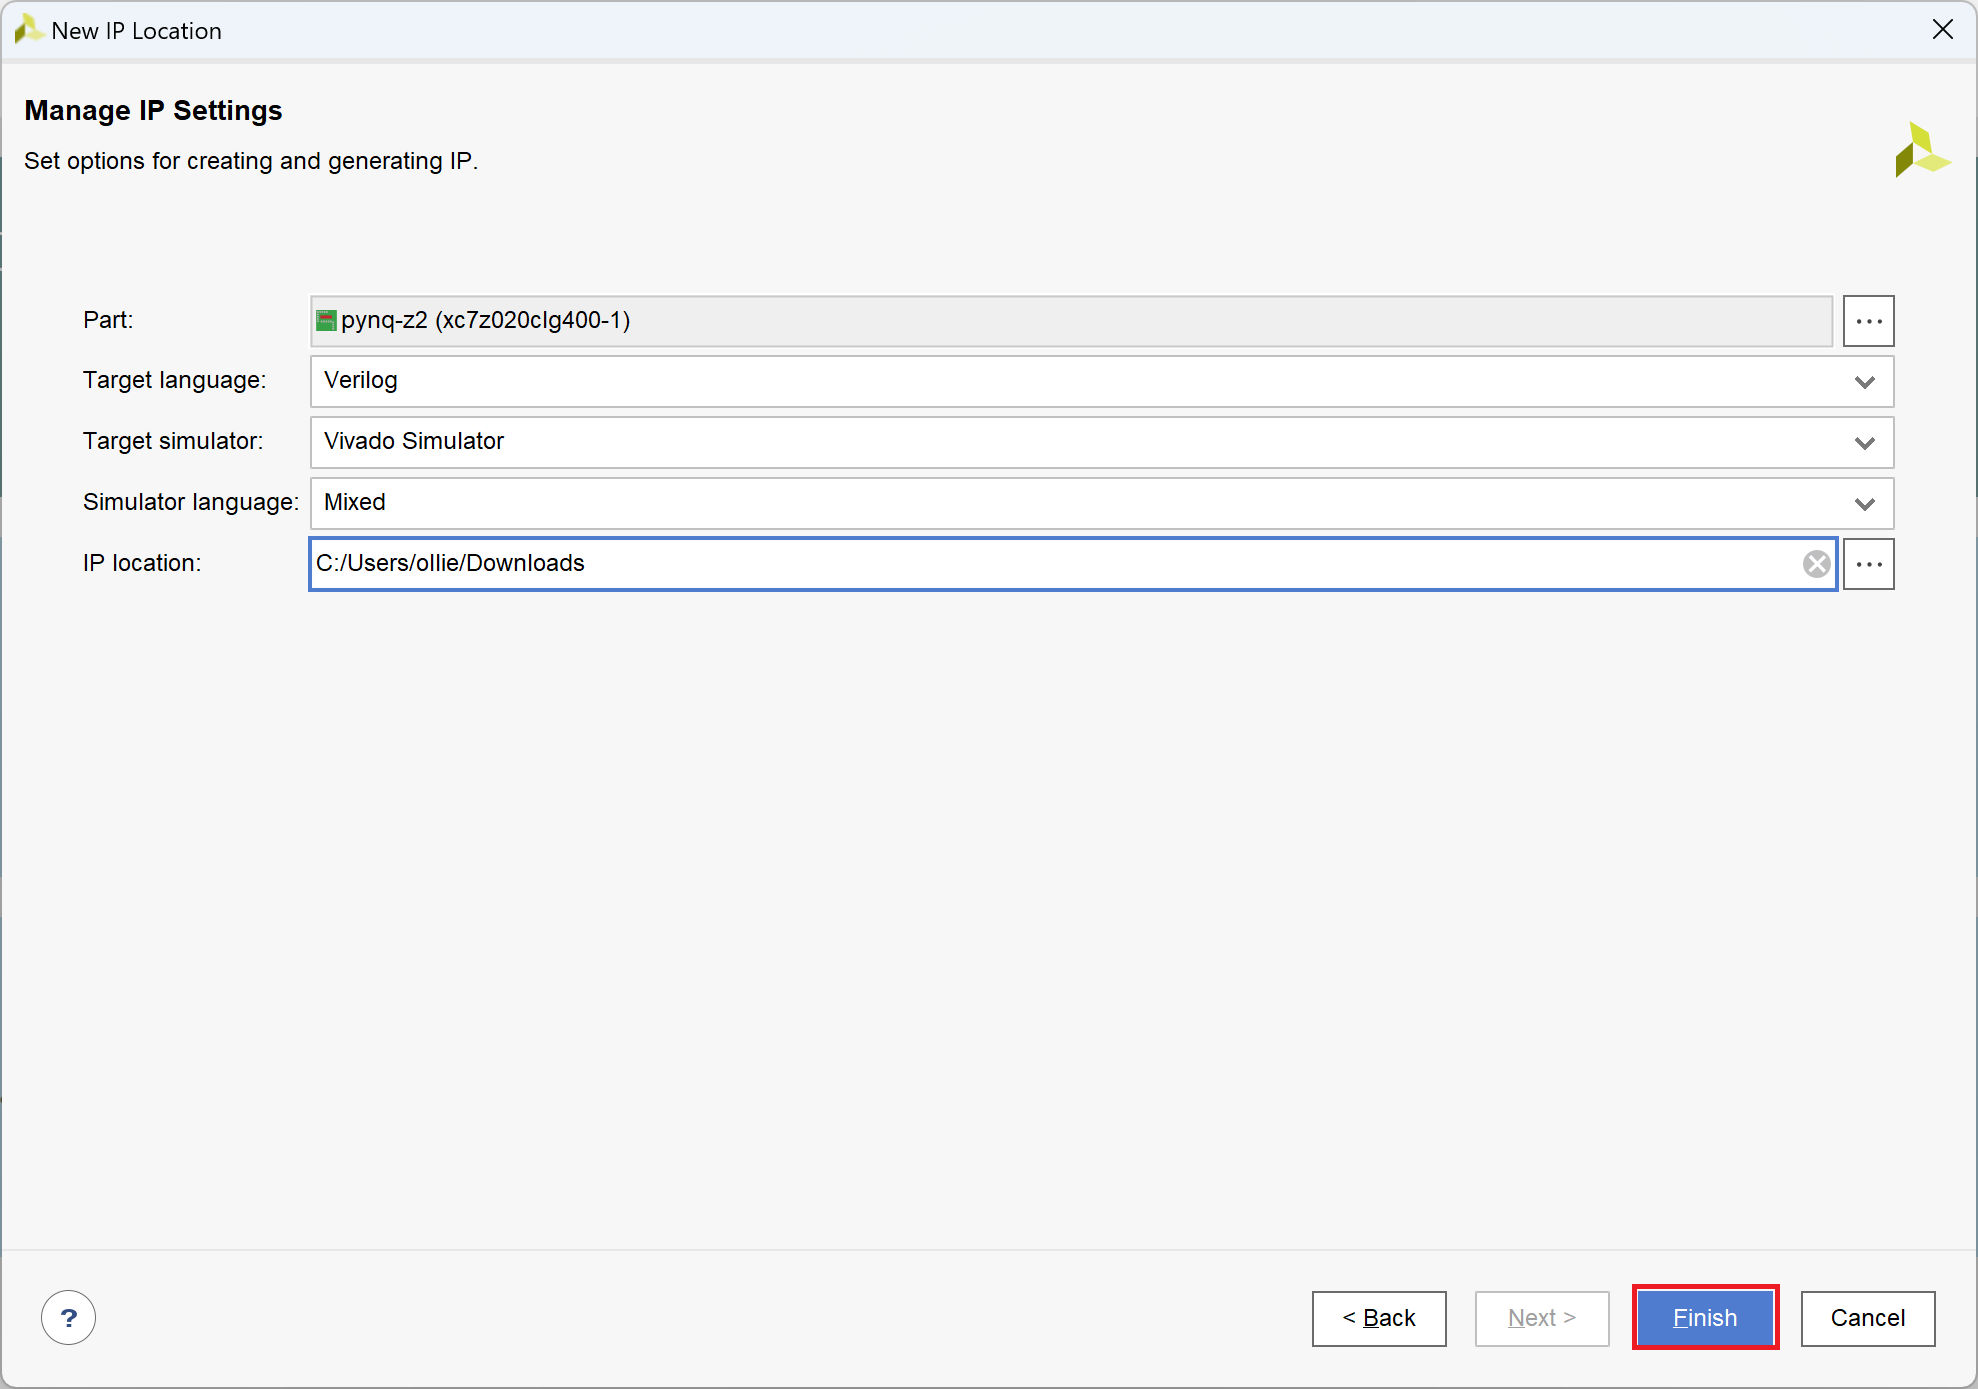 New IP Location
Manage IP Settings
Set options for creating and generating IP.
Part: pynq-z2 (xc7z020clg400-1) ...
Target language: Verilog
Target simulator: Vivado Simulator
Simulator language: Mixed
IP location: C:/Users/ollie/Downloads ...
? < Back Next > Finish Cancel